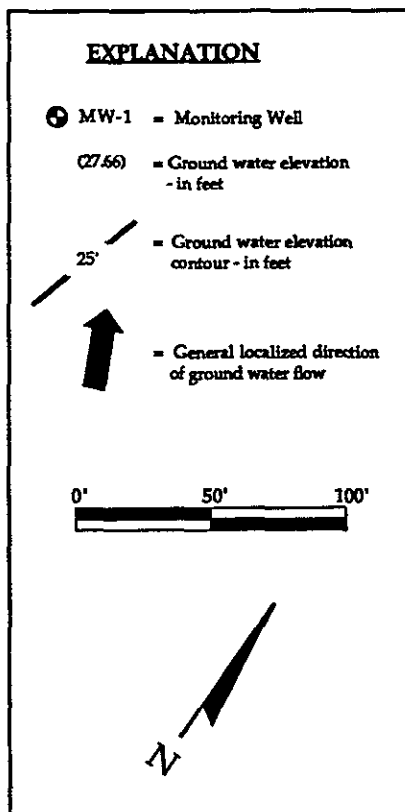 EXPLANATION
MW-1 = Monitoring Well
(27.66) = Ground water elevation
- in feet
25' = Ground water elevation
contour - in feet
= General localized direction
of ground water flow
0' 50' 100'
N